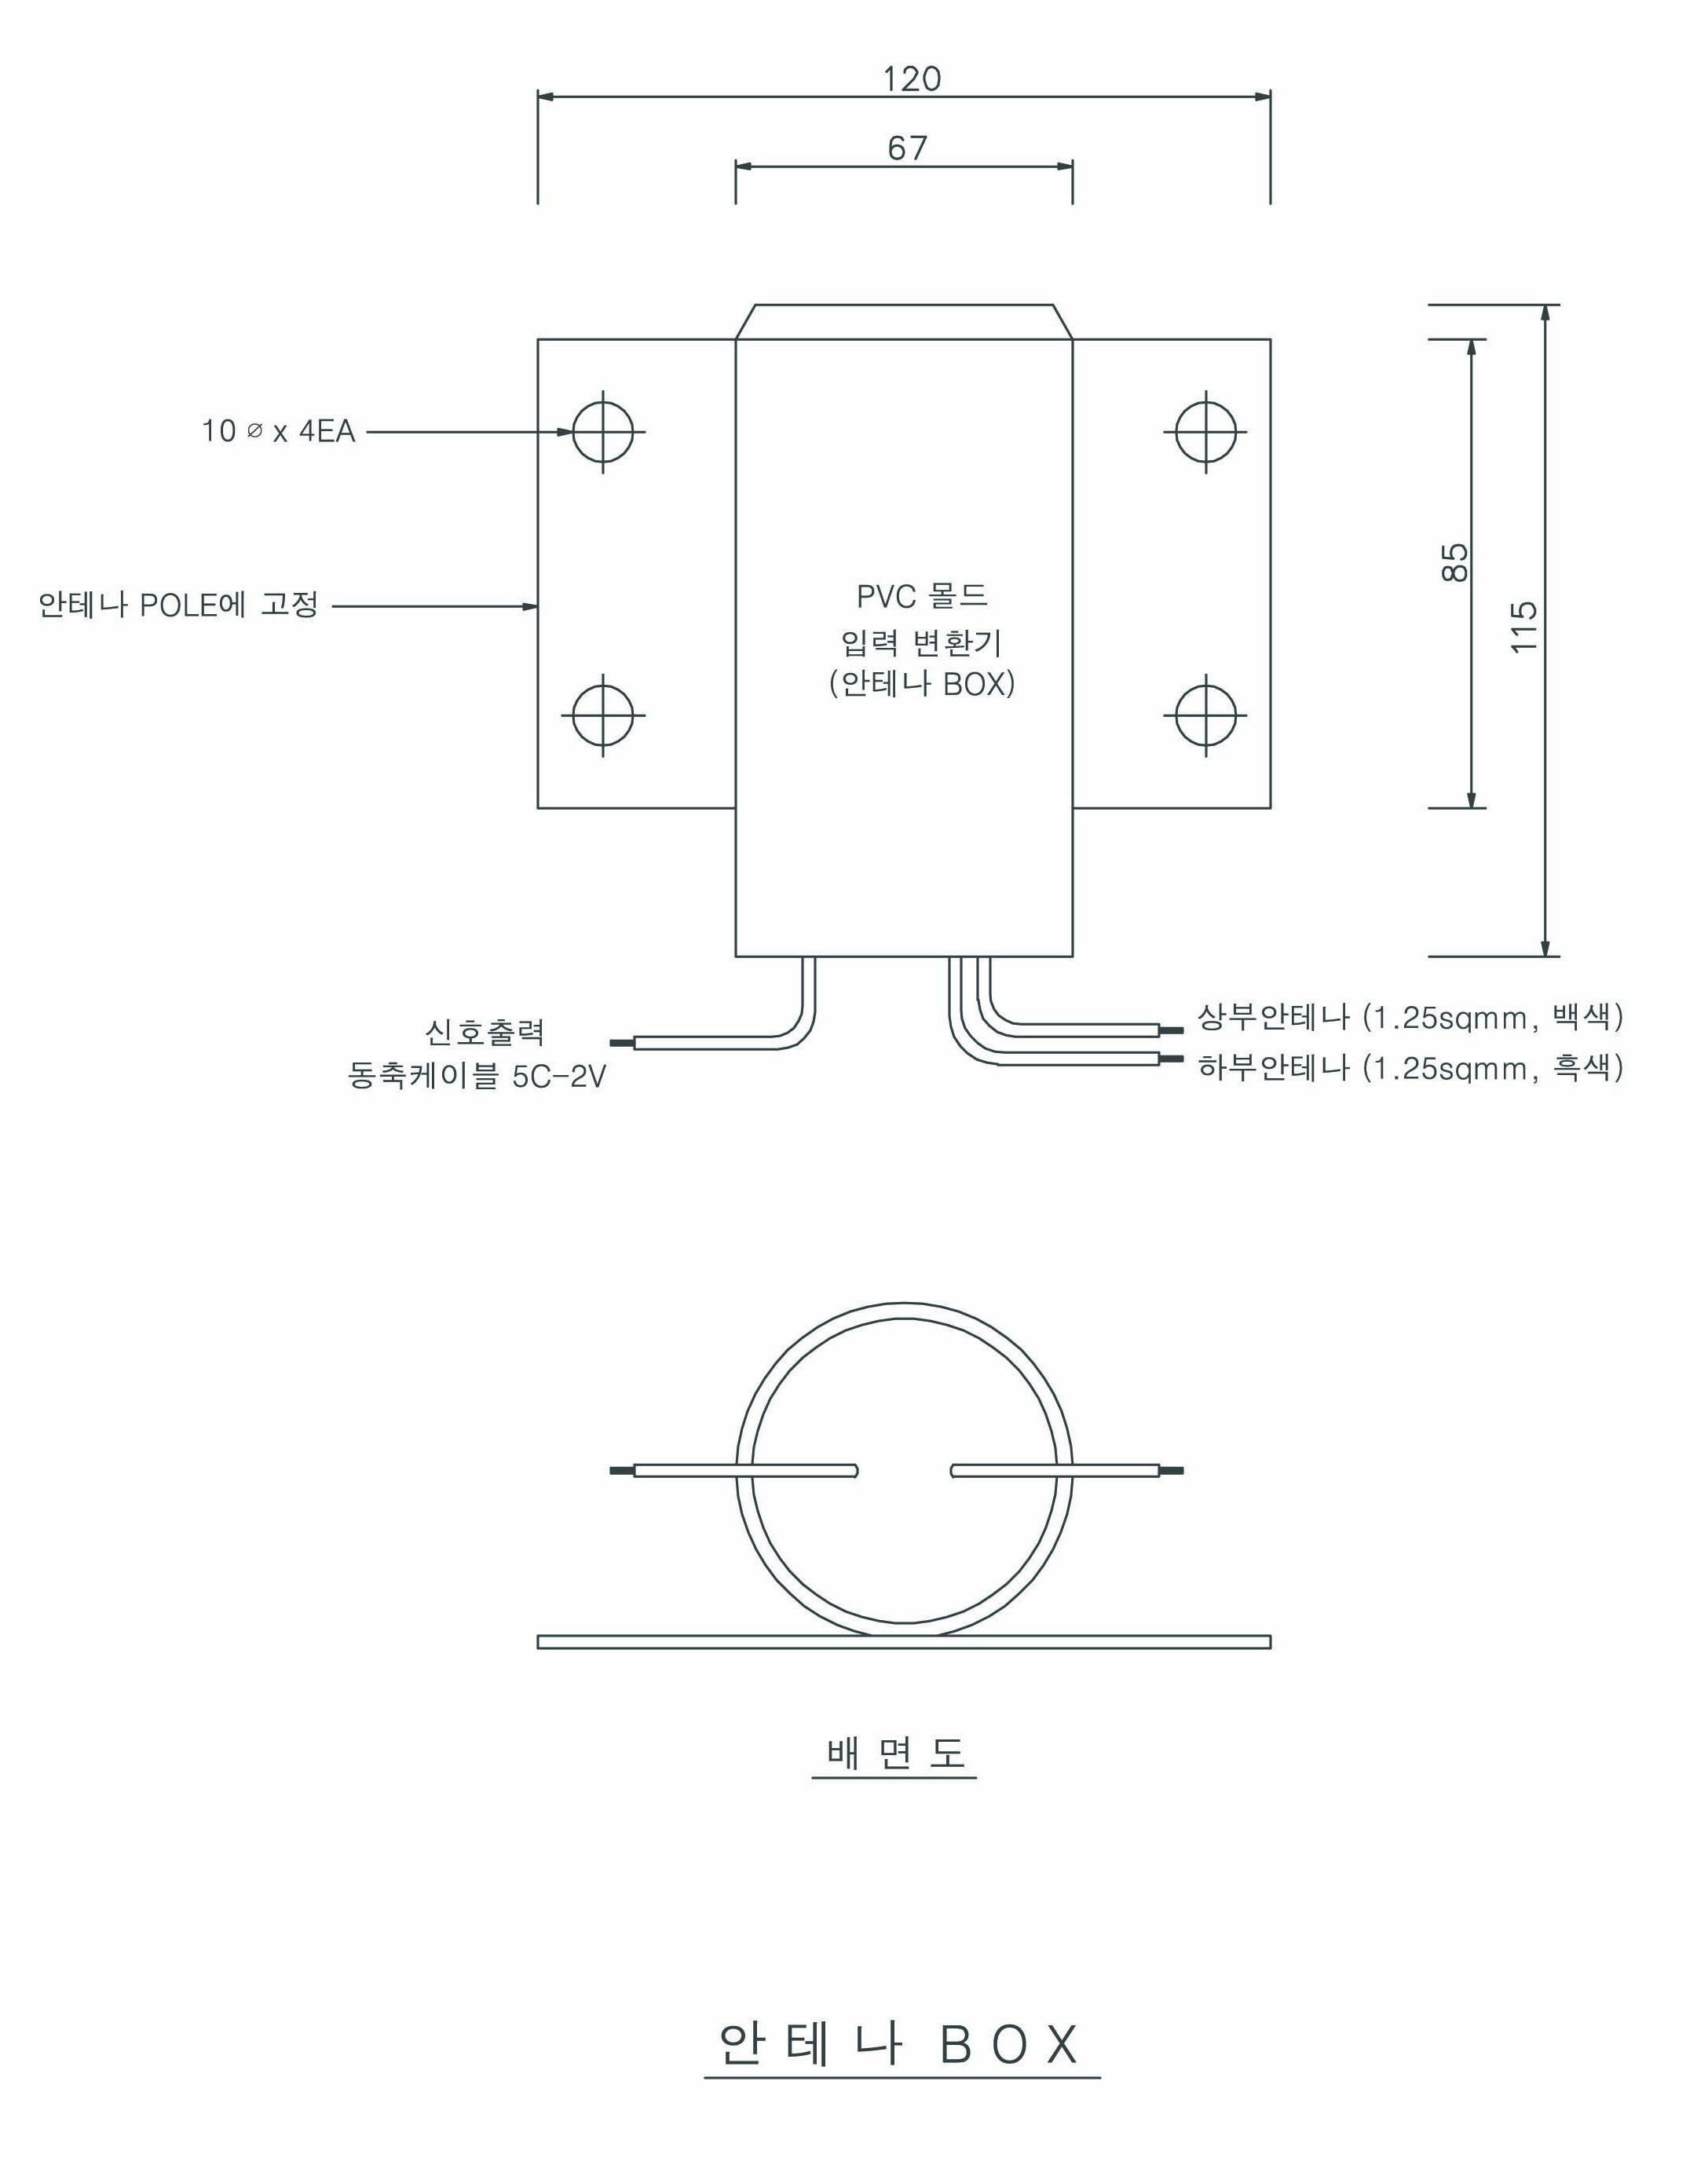 120
67
10 ⌀ x 4EA
안테나 POLE에 고정
PVC 몰드
입력 변환기
(안테나 BOX)
85
115
신호출력
동축케이블 5C-2V
상부안테나 (1.25sqmm, 백색)
하부안테나 (1.25sqmm, 흑색)
배 면 도
안 테 나 B O X